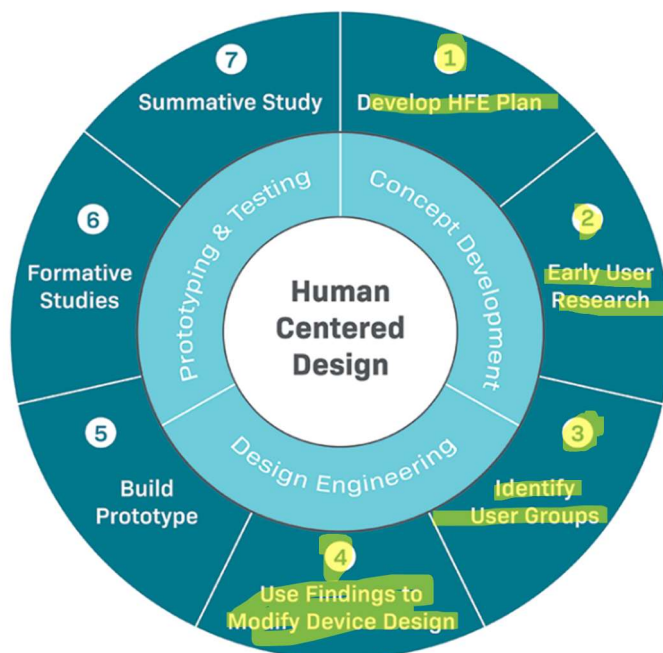 7
Summative Study
1
Develop HFE Plan
2
Early User
Research
3
Identify
User Groups
4
Use Findings to
Modify Device Design
5
Build
Prototype
6
Formative
Studies
Prototyping & Testing
Concept Development
Design Engineering
Human
Centered
Design